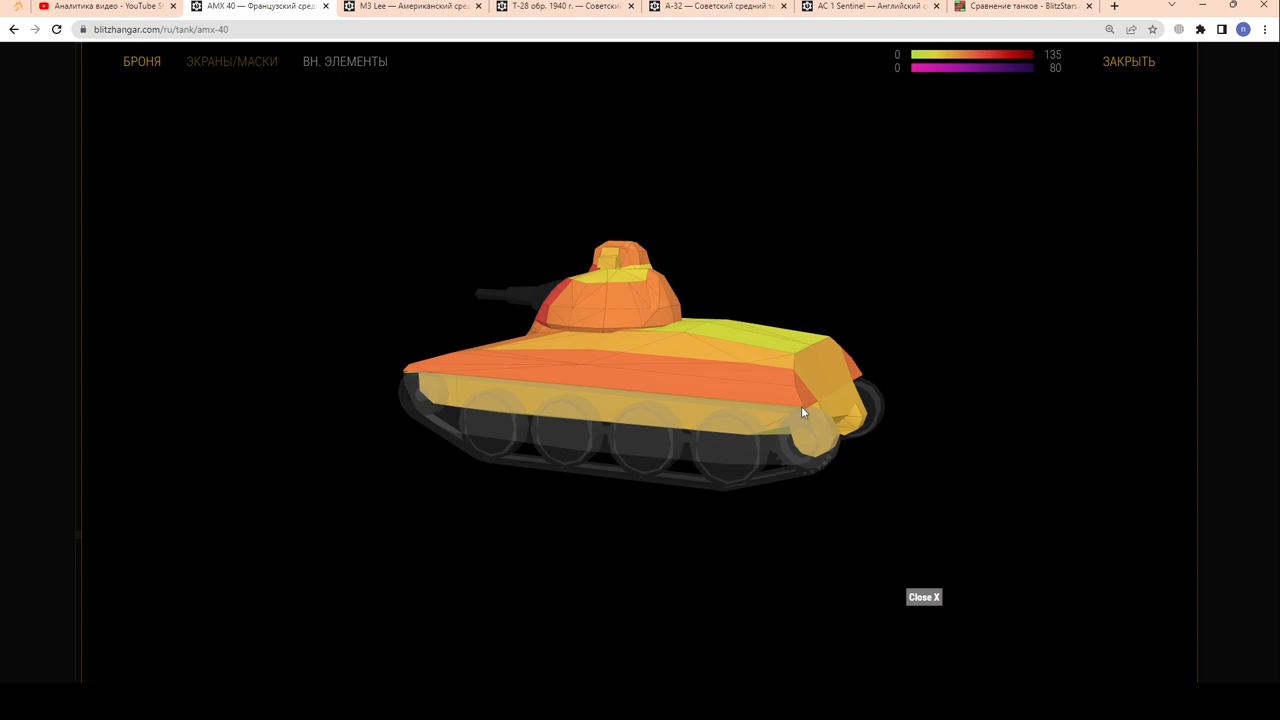 Аналитика видео - YouTube S
AMX 40 — Французский сред
M3 Lee — Американский сре
Т-28 обр. 1940 г. — Советски
А-32 — Советский средний та
AC 1 Sentinel — Английский с
Сравнение танков - BlitzStars
blitzhangar.com/ru/tank/amx-40
n
БРОНЯ
ЭКРАНЫ/МАСКИ
ВН. ЭЛЕМЕНТЫ
0 135
0 80
ЗАКРЫТЬ
Close X